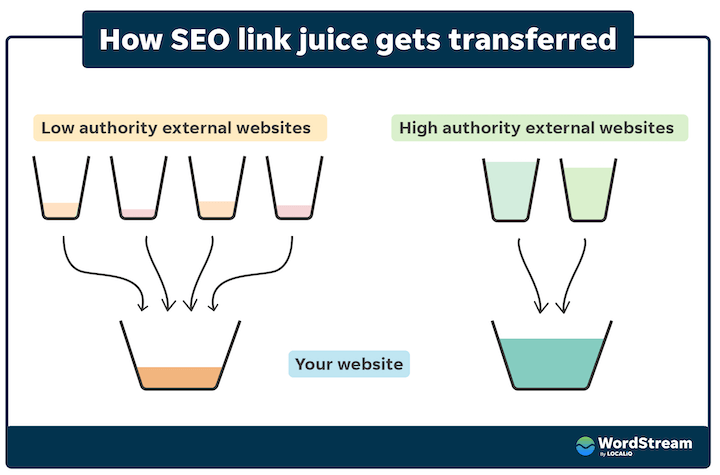 How SEO link juice gets transferred
Low authority external websites
High authority external websites
Your website
WordStream
By LOCALiQ